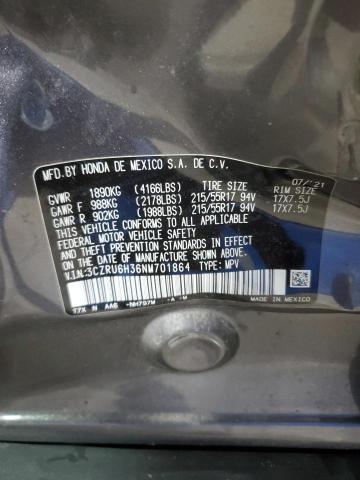 MFD.BY HONDA DE MEXICO S.A. DE C.V. 07/21
GVWR 1890KG (4166LBS) TIRE SIZE RIM SIZE
GAWR F 988KG (2178LBS) 215/55R17 94V 17X7.5J
GAWR R 902KG (1988LBS) 215/55R17 94V 17X7.5J
THIS VEHICLE CONFORMS TO ALL APPLICABLE
FEDERAL MOTOR VEHICLE SAFETY, BUMPER,
AND THEFT PREVENTION STANDARDS IN EFFECT
ON THE DATE OF MANUFACTURE SHOWN ABOVE.
V.I.N:3CZRU6H36NM701864 TYPE: MPV
MADE IN MEXICO